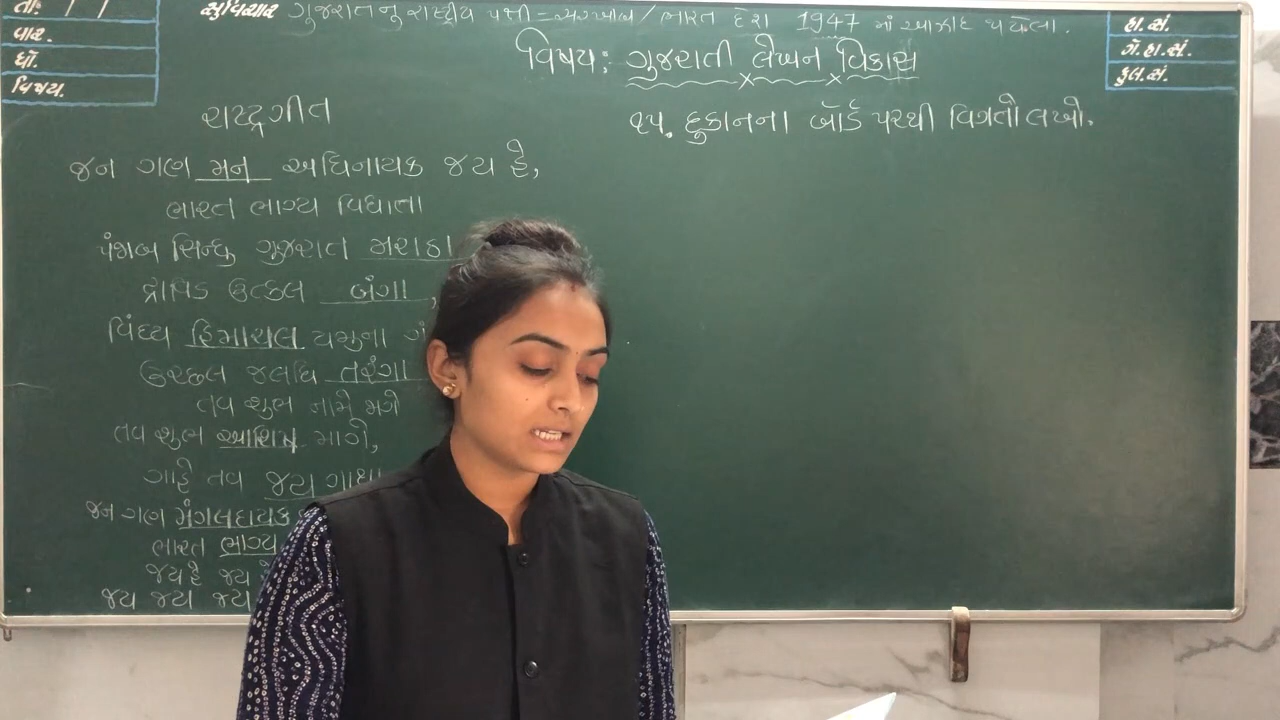 તા. / /
વાર.
ધો.
વિષય.
સુવિચાર ગુજરાતનુ રાષ્ટ્રીય પક્ષી = સુરખાબ / ભારત દેશ 1947 માં આઝાદ થયેલા.
હા.સં.
ગે.હા.સં.
કુલ.સં.
વિષય: ગુજરાતી લેખન વિકાસ
૨૫. દુકાનના બોર્ડ પરથી વિગતો લખો.
રાષ્ટ્રગીત
જન ગણ મન અધિનાયક જય હે,
ભારત ભાગ્ય વિધાતા
પંજાબ સિન્ધુ ગુજરાત મરાઠા
દ્રાવિડ ઉત્કલ બંગા,
વિંધ્ય હિમાચલ યમુના ગં
ઉચ્છલ જલધિ તરંગા
તવ શુભ નામે જાગે
તવ શુભ આશિષ માગે,
ગાહે તવ જય ગાથા
જન ગણ મંગલદાયક
ભારત ભાગ્ય
જય હે જય
જય જય જય